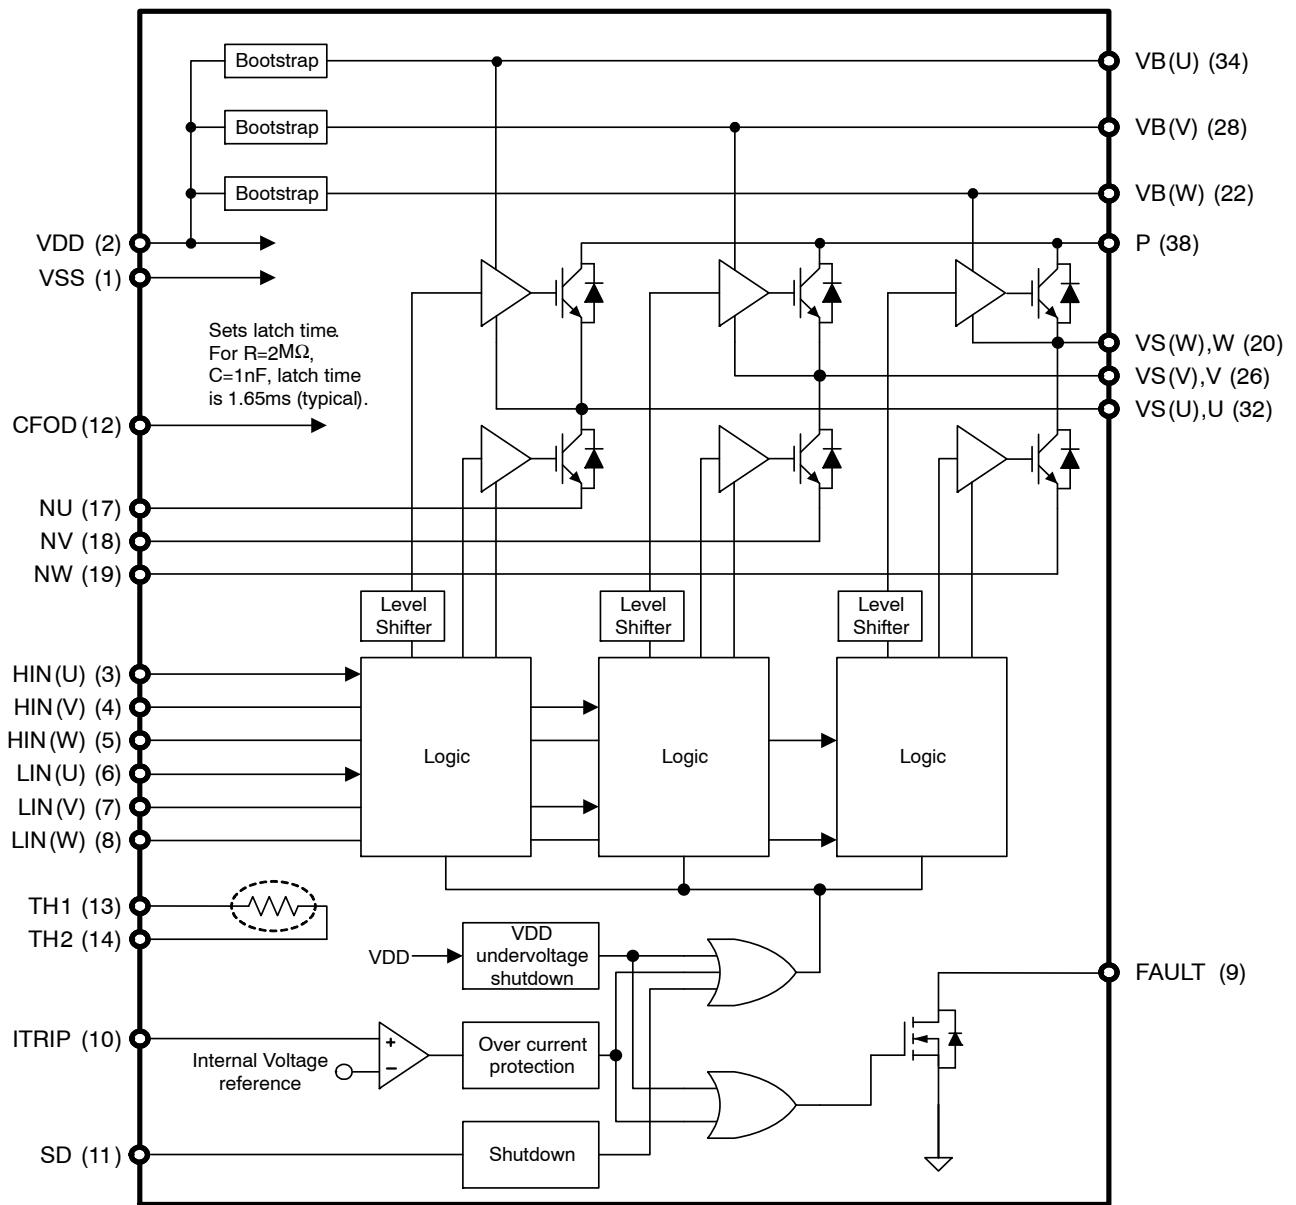 Bootstrap
VB(U) (34)
Bootstrap
VB(V) (28)
Bootstrap
VB(W) (22)
VDD (2)
P (38)
VSS (1)
Sets latch time.
For R=2MΩ,
C=1nF, latch time
is 1.65ms (typical).
VS(W),W (20)
VS(V),V (26)
VS(U),U (32)
CFOD (12)
NU (17)
NV (18)
NW (19)
Level
Shifter
Level
Shifter
Level
Shifter
HIN(U) (3)
HIN(V) (4)
HIN(W) (5)
LIN(U) (6)
LIN(V) (7)
LIN(W) (8)
Logic
Logic
Logic
TH1 (13)
TH2 (14)
VDD
VDD
undervoltage
shutdown
FAULT (9)
ITRIP (10)
+
−
Internal Voltage
reference
Over current
protection
SD (11)
Shutdown